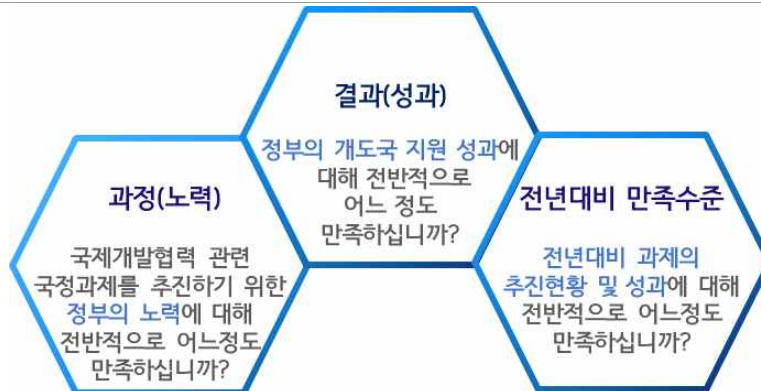 과정(노력)
국제개발협력 관련
국정과제를 추진하기 위한
정부의 노력에 대해
전반적으로 어느정도
만족하십니까?
결과(성과)
정부의 개도국 지원 성과에
대해 전반적으로
어느 정도
만족하십니까?
전년대비 만족수준
전년대비 과제의
추진현황 및 성과에 대해
전반적으로 어느정도
만족하십니까?